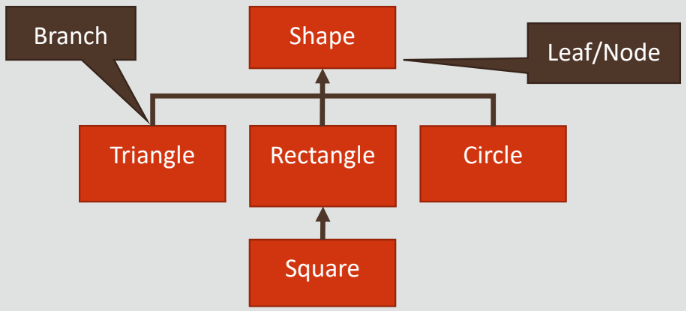 Branch
Shape
Leaf/Node
Triangle
Rectangle
Circle
Square